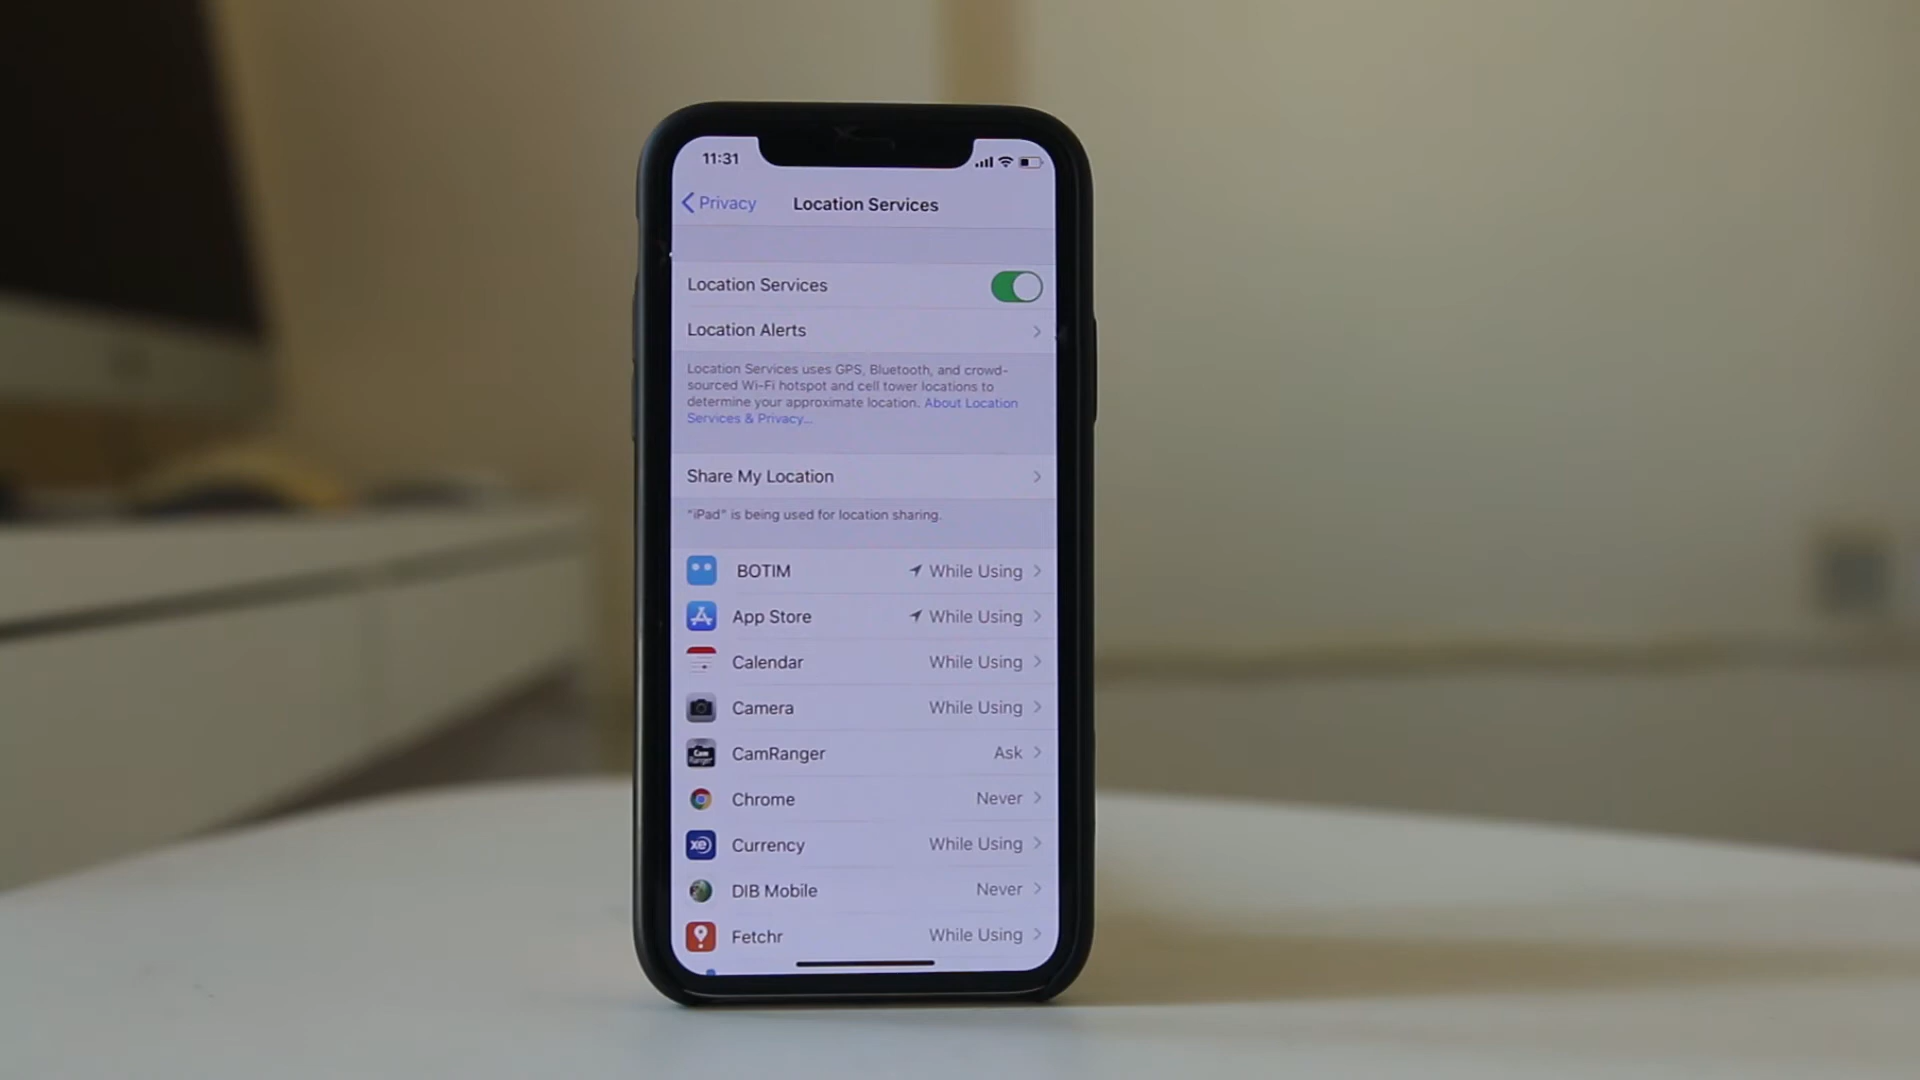 11:31
Privacy
Location Services
Location Services
Location Alerts
Location Services uses GPS, Bluetooth, and crowd-
sourced Wi-Fi hotspot and cell tower locations to
determine your approximate location. About Location
Services & Privacy...
Share My Location
"iPad" is being used for location sharing.
BOTIM While Using
App Store While Using
Calendar While Using
Camera While Using
Cam Ranger CamRanger Ask
Chrome Never
xe Currency While Using
DIB Mobile Never
Fetchr While Using